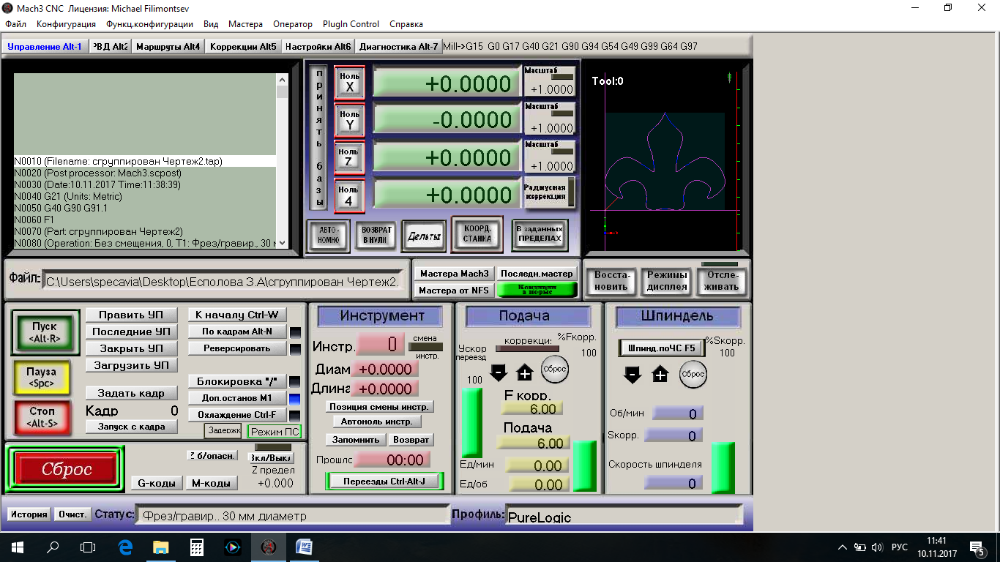 Mach3 CNC Лицензия: Michael Filimontsev
Файл Конфигурация Функц.конфигурации Вид Мастера Оператор PlugIn Control Справка
Управление Alt-1 РВД Alt2 Маршруты Alt4 Коррекции Alt5 Настройки Alt6 Диагностика Alt-7 Mill->G15 G0 G17 G40 G21 G90 G94 G54 G49 G99 G64 G97
N0010 (Filename: сгруппирован Чертеж2.tap)
N0020 (Post processor: Mach3.scpost)
N0030 (Date:10.11.2017 Time:11:38:39)
N0040 G21 (Units: Metric)
N0050 G40 G90 G91.1
N0060 F1
N0070 (Part: сгруппирован Чертеж2)
N0080 (Operation: Без смещения, 0, T1: Фрез/гравир., 30 м
Принять базы
Ноль X +0.0000 Масштаб +1.0000
Ноль Y -0.0000 Масштаб +1.0000
Ноль Z +0.0000 Масштаб +1.0000
Ноль 4 +0.0000 Радиусная коррекция
АВТО-НОМНО ВОЗВРАТ В НУЛИ Дельты КООРД. СТАНКА В заданных ПРЕДЕЛАХ
Tool:0
Файл: C:\Users\specavia\Desktop\Есполова З.А\сгруппирован Чертеж2.
Мастера Mach3 Последн.мастер
Мастера от NFS Кондиции в норме
Восста-новить Режимы дисплея Отсле-живать
Пуск <Alt-R>
Пауза <Spc>
Стоп <Alt-S>
Править УП
Последние УП
Закрыть УП
Загрузить УП
Задать кадр
Кадр 0
Запуск с кадра
К началу Ctrl-W
По кадрам Alt-N
Реверсировать
Блокировка "/"
Доп.останов M1
Охлаждение Ctrl-F
Задержк Режим ПС
Сброс
Z б/опасн.
G-коды M-коды
Вкл/Выкл
Z предел
+0.000
Инструмент
Инстр. 0 смена инстр.
Диам +0.0000
Длина +0.0000
Позиция смены инстр.
Автоноль инстр.
Запомнить Возврат
Прошло 00:00
Переезды Ctrl-Alt-J
Подача
коррекци: %Fкорр.
Ускор переезд 100
Сброс
100
F корр.
6.00
Подача
6.00
Ед/мин 0.00
Ед/об 0.00
Шпиндель
Шпинд.поЧС F5 %Sкорр.
100
Сброс
Об/мин 0
Sкорр. 0
Скорость шпинделя
0
История Очист. Статус: Фрез/гравир.. 30 мм диаметр Профиль: PureLogic
РУС 11:41
10.11.2017 5